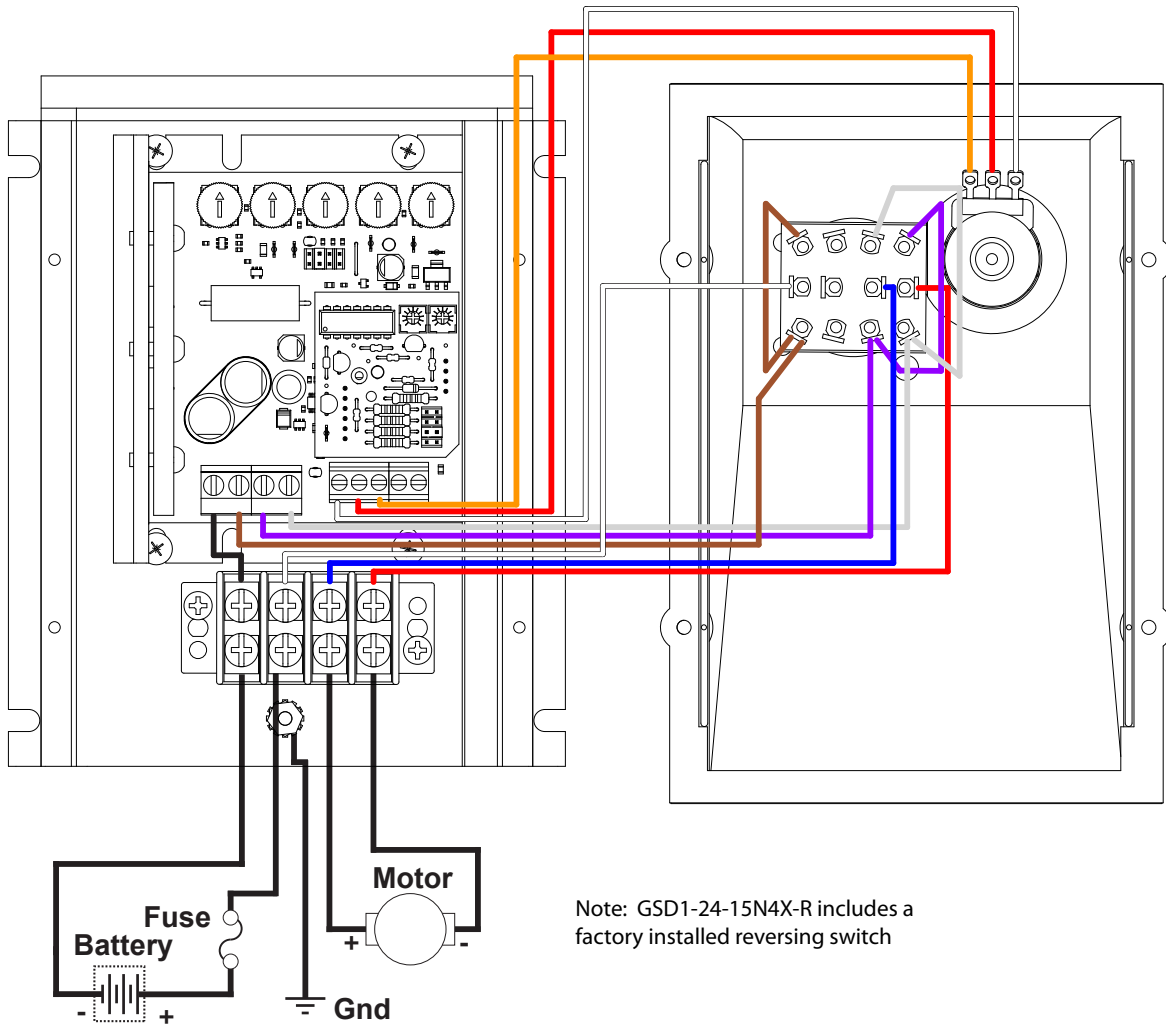 Motor
Fuse
Battery
+
-
-
+
Gnd
Note: GSD1-24-15N4X-R includes a
factory installed reversing switch